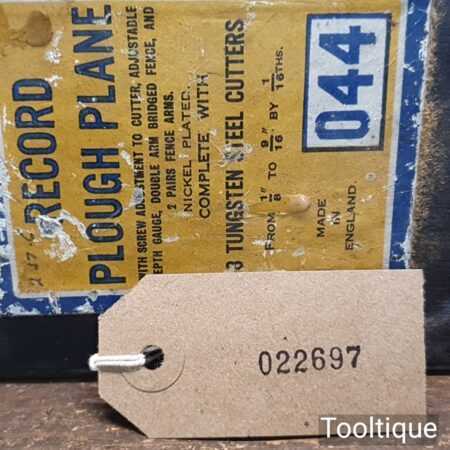 RECORD
PLOUGH PLANE
WITH SCREW ADJUSTMENT TO CUTTER, ADJUSTABLE
DEPTH GAUGE, DOUBLE ARM BRIDGED FENCE, AND
2 PAIRS FENCE ARMS.
NICKEL PLATED.
COMPLETE WITH
8 TUNGSTEN STEEL CUTTERS
FROM 1/8" TO 9/16" BY 1/16THS.
044
MADE
IN
ENGLAND
022697
Tooltique